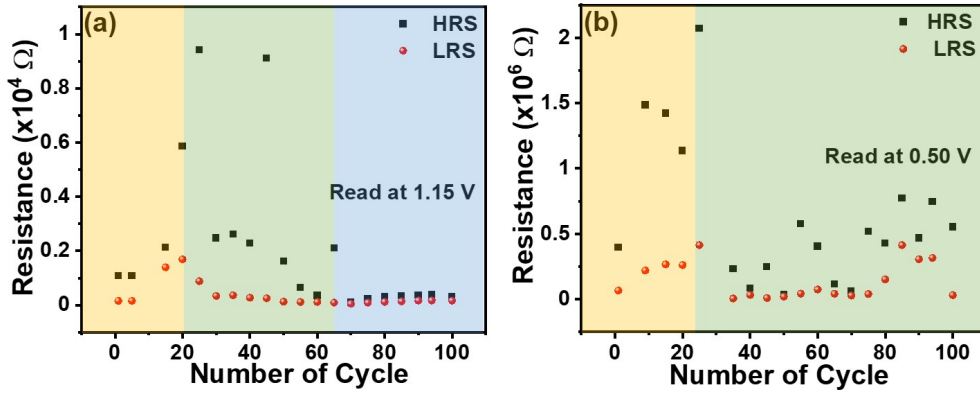 (a)
HRS
LRS
Read at 1.15 V
Resistance (x10⁴ Ω)
1
0.8
0.6
0.4
0.2
0
0 20 40 60 80 100
Number of Cycle
(b)
HRS
LRS
Read at 0.50 V
Resistance (x10⁶ Ω)
2
1.5
1
0.5
0
0 20 40 60 80 100
Number of Cycle